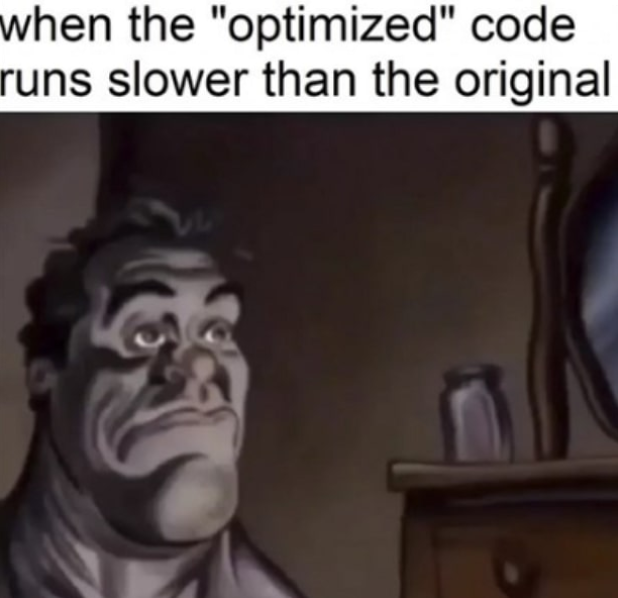 when the "optimized" code
runs slower than the original